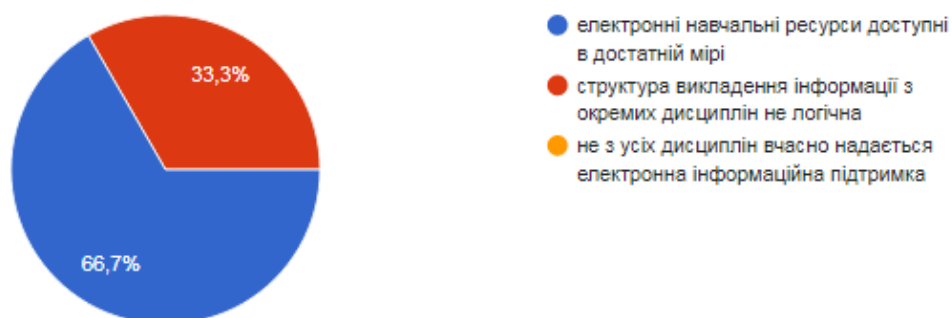 33,3%
66,7%
електронні навчальні ресурси доступні
в достатній мірі
структура викладення інформації з
окремих дисциплін не логічна
не з усіх дисциплін вчасно надається
електронна інформаційна підтримка